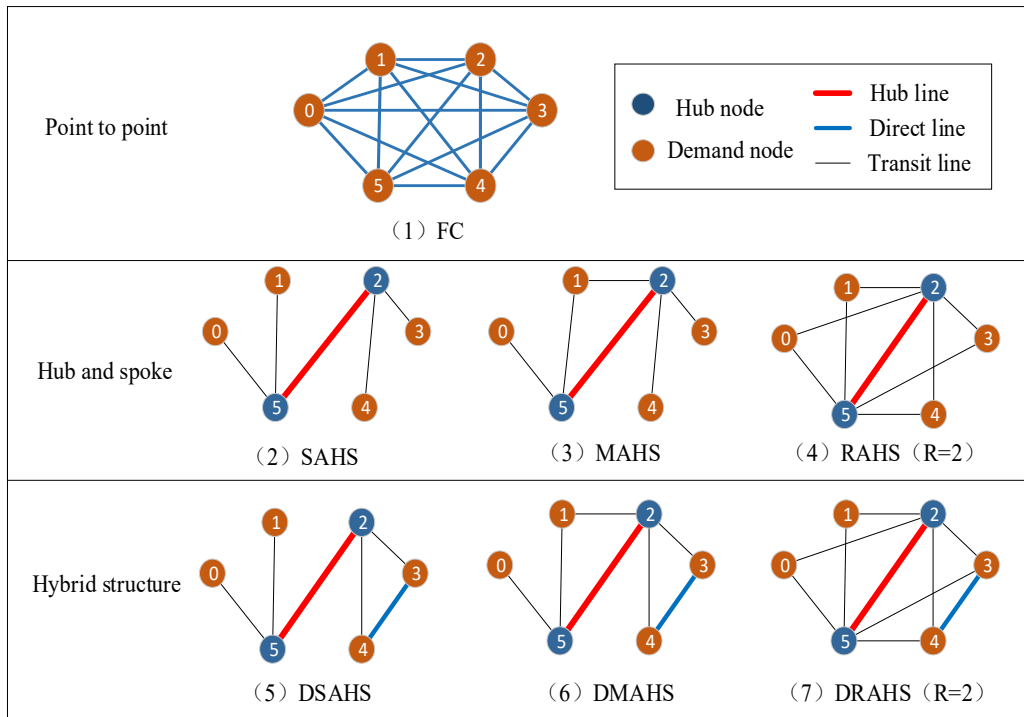 Point to point
0
1
2
3
4
5
（1）FC
Hub node
Demand node
Hub line
Direct line
Transit line
Hub and spoke
0
1
2
3
4
5
（2）SAHS
0
1
2
3
4
5
（3）MAHS
0
1
2
3
4
5
（4）RAHS（R=2）
Hybrid structure
0
1
2
3
4
5
（5）DSAHS
0
1
2
3
4
5
（6）DMAHS
0
1
2
3
4
5
（7）DRAHS（R=2）